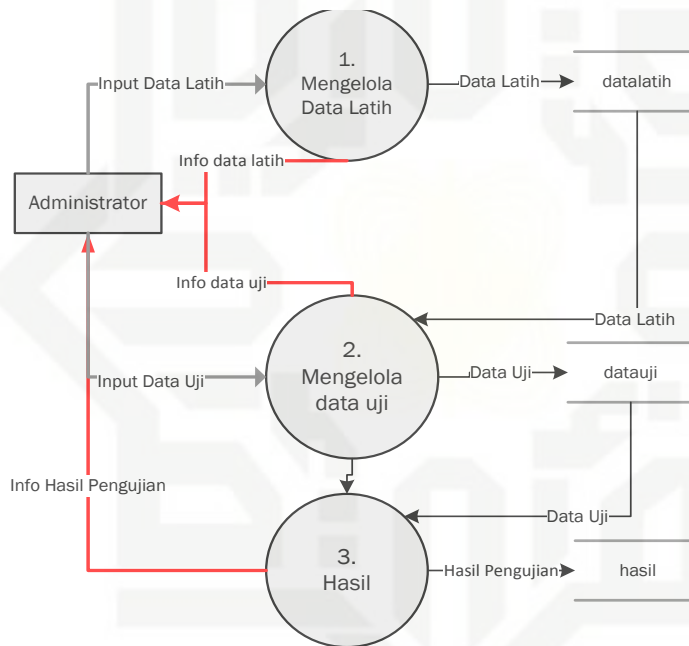 1.
Mengelola
Data Latih
Input Data Latih
Data Latih
datalatih
Info data latih
Administrator
Info data uji
Data Latih
2.
Mengelola
data uji
Input Data Uji
Data Uji
datauji
Info Hasil Pengujian
Data Uji
3.
Hasil
Hasil Pengujian
hasil